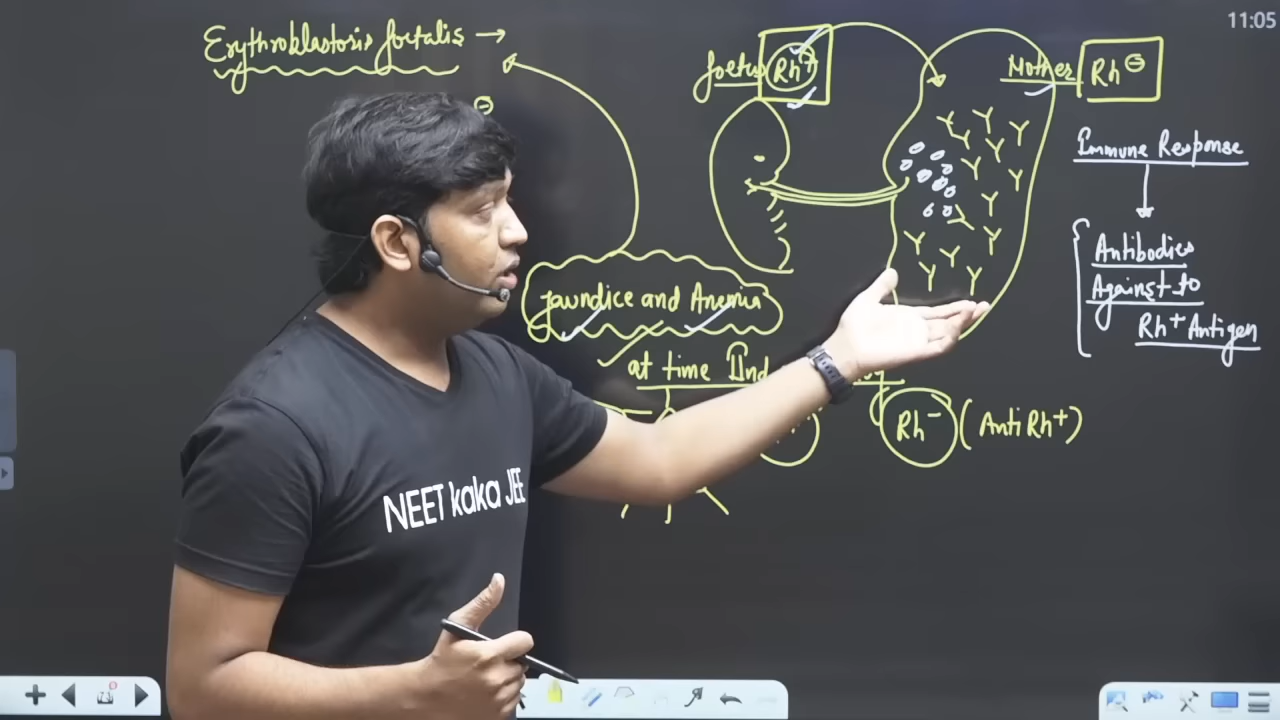 11:05
Erythroblastosis foetalis →
foetus Rh+
Mother Rh⊖
⊖
Immune Response
Antibodies
Against to
Rh+ Antigen
jaundice and Anemia
at time IInd
Rh- (Anti Rh+)
NEET kaka JEE